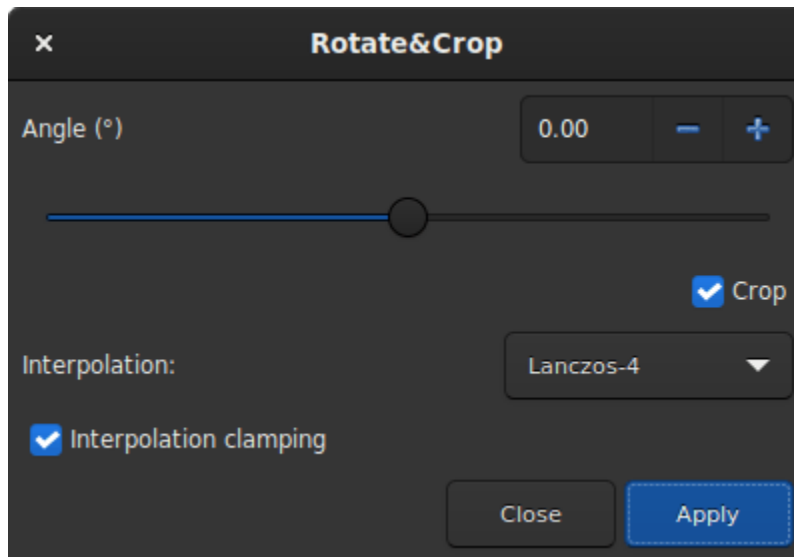 Rotate&Crop
Angle (°) 0.00
Crop
Interpolation: Lanczos-4
Interpolation clamping
Close Apply